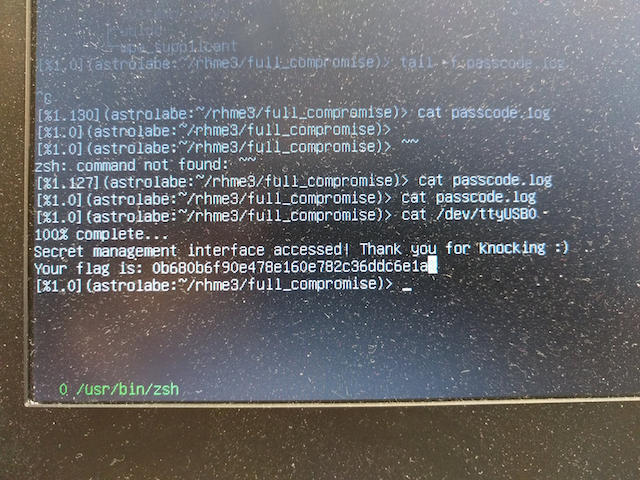 wpa_supplicant
[%1.0](astrolabe:~/rhme3/full_compromise)> tail -f passcode.log
^C
[%1.130](astrolabe:~/rhme3/full_compromise)> cat passcode.log
[%1.0](astrolabe:~/rhme3/full_compromise)>
[%1.0](astrolabe:~/rhme3/full_compromise)> ~~
zsh: command not found: ~~
[%1.127](astrolabe:~/rhme3/full_compromise)> cat passcode.log
[%1.0](astrolabe:~/rhme3/full_compromise)> cat passcode.log
[%1.0](astrolabe:~/rhme3/full_compromise)> cat /dev/ttyUSB0
100% complete...
Secret management interface accessed! Thank you for Knocking :)
Your flag is: 0b680b6f90e478e160e782c36ddc6e1a
[%1.0](astrolabe:~/rhme3/full_compromise)> _
0 /usr/bin/zsh